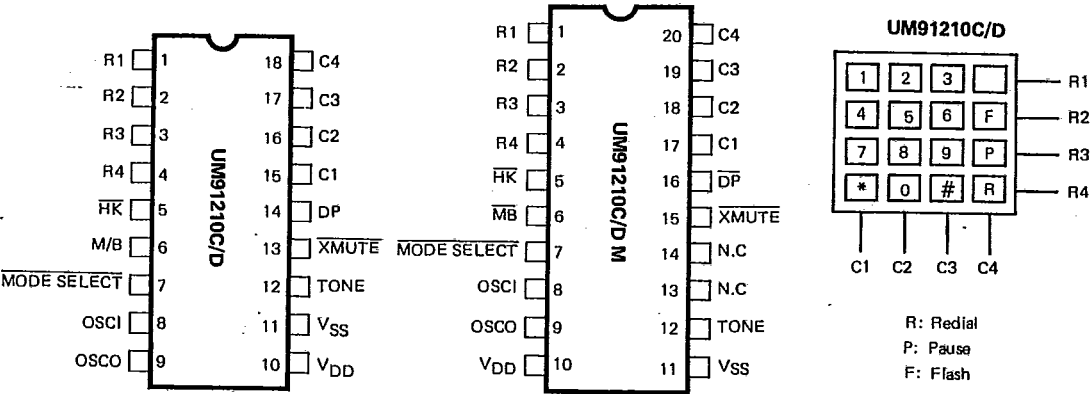 R1 1 18 C4
R2 2 17 C3
R3 3 16 C2
R4 4 15 C1
HK 5 14 DP
M/B 6 13 XMUTE
MODE SELECT 7 12 TONE
OSCI 8 11 VSS
OSCO 9 10 VDD
UM91210C/D
R1 1 20 C4
R2 2 19 C3
R3 3 18 C2
R4 4 17 C1
HK 5 16 DP
MB 6 15 XMUTE
MODE SELECT 7 14 N.C
OSCI 8 13 N.C
OSCO 9 12 TONE
VDD 10 11 VSS
UM91210C/D M
UM91210C/D
1 2 3 R1
4 5 6 F R2
7 8 9 P R3
* 0 # R R4
C1 C2 C3 C4
R: Redial
P: Pause
F: Flash